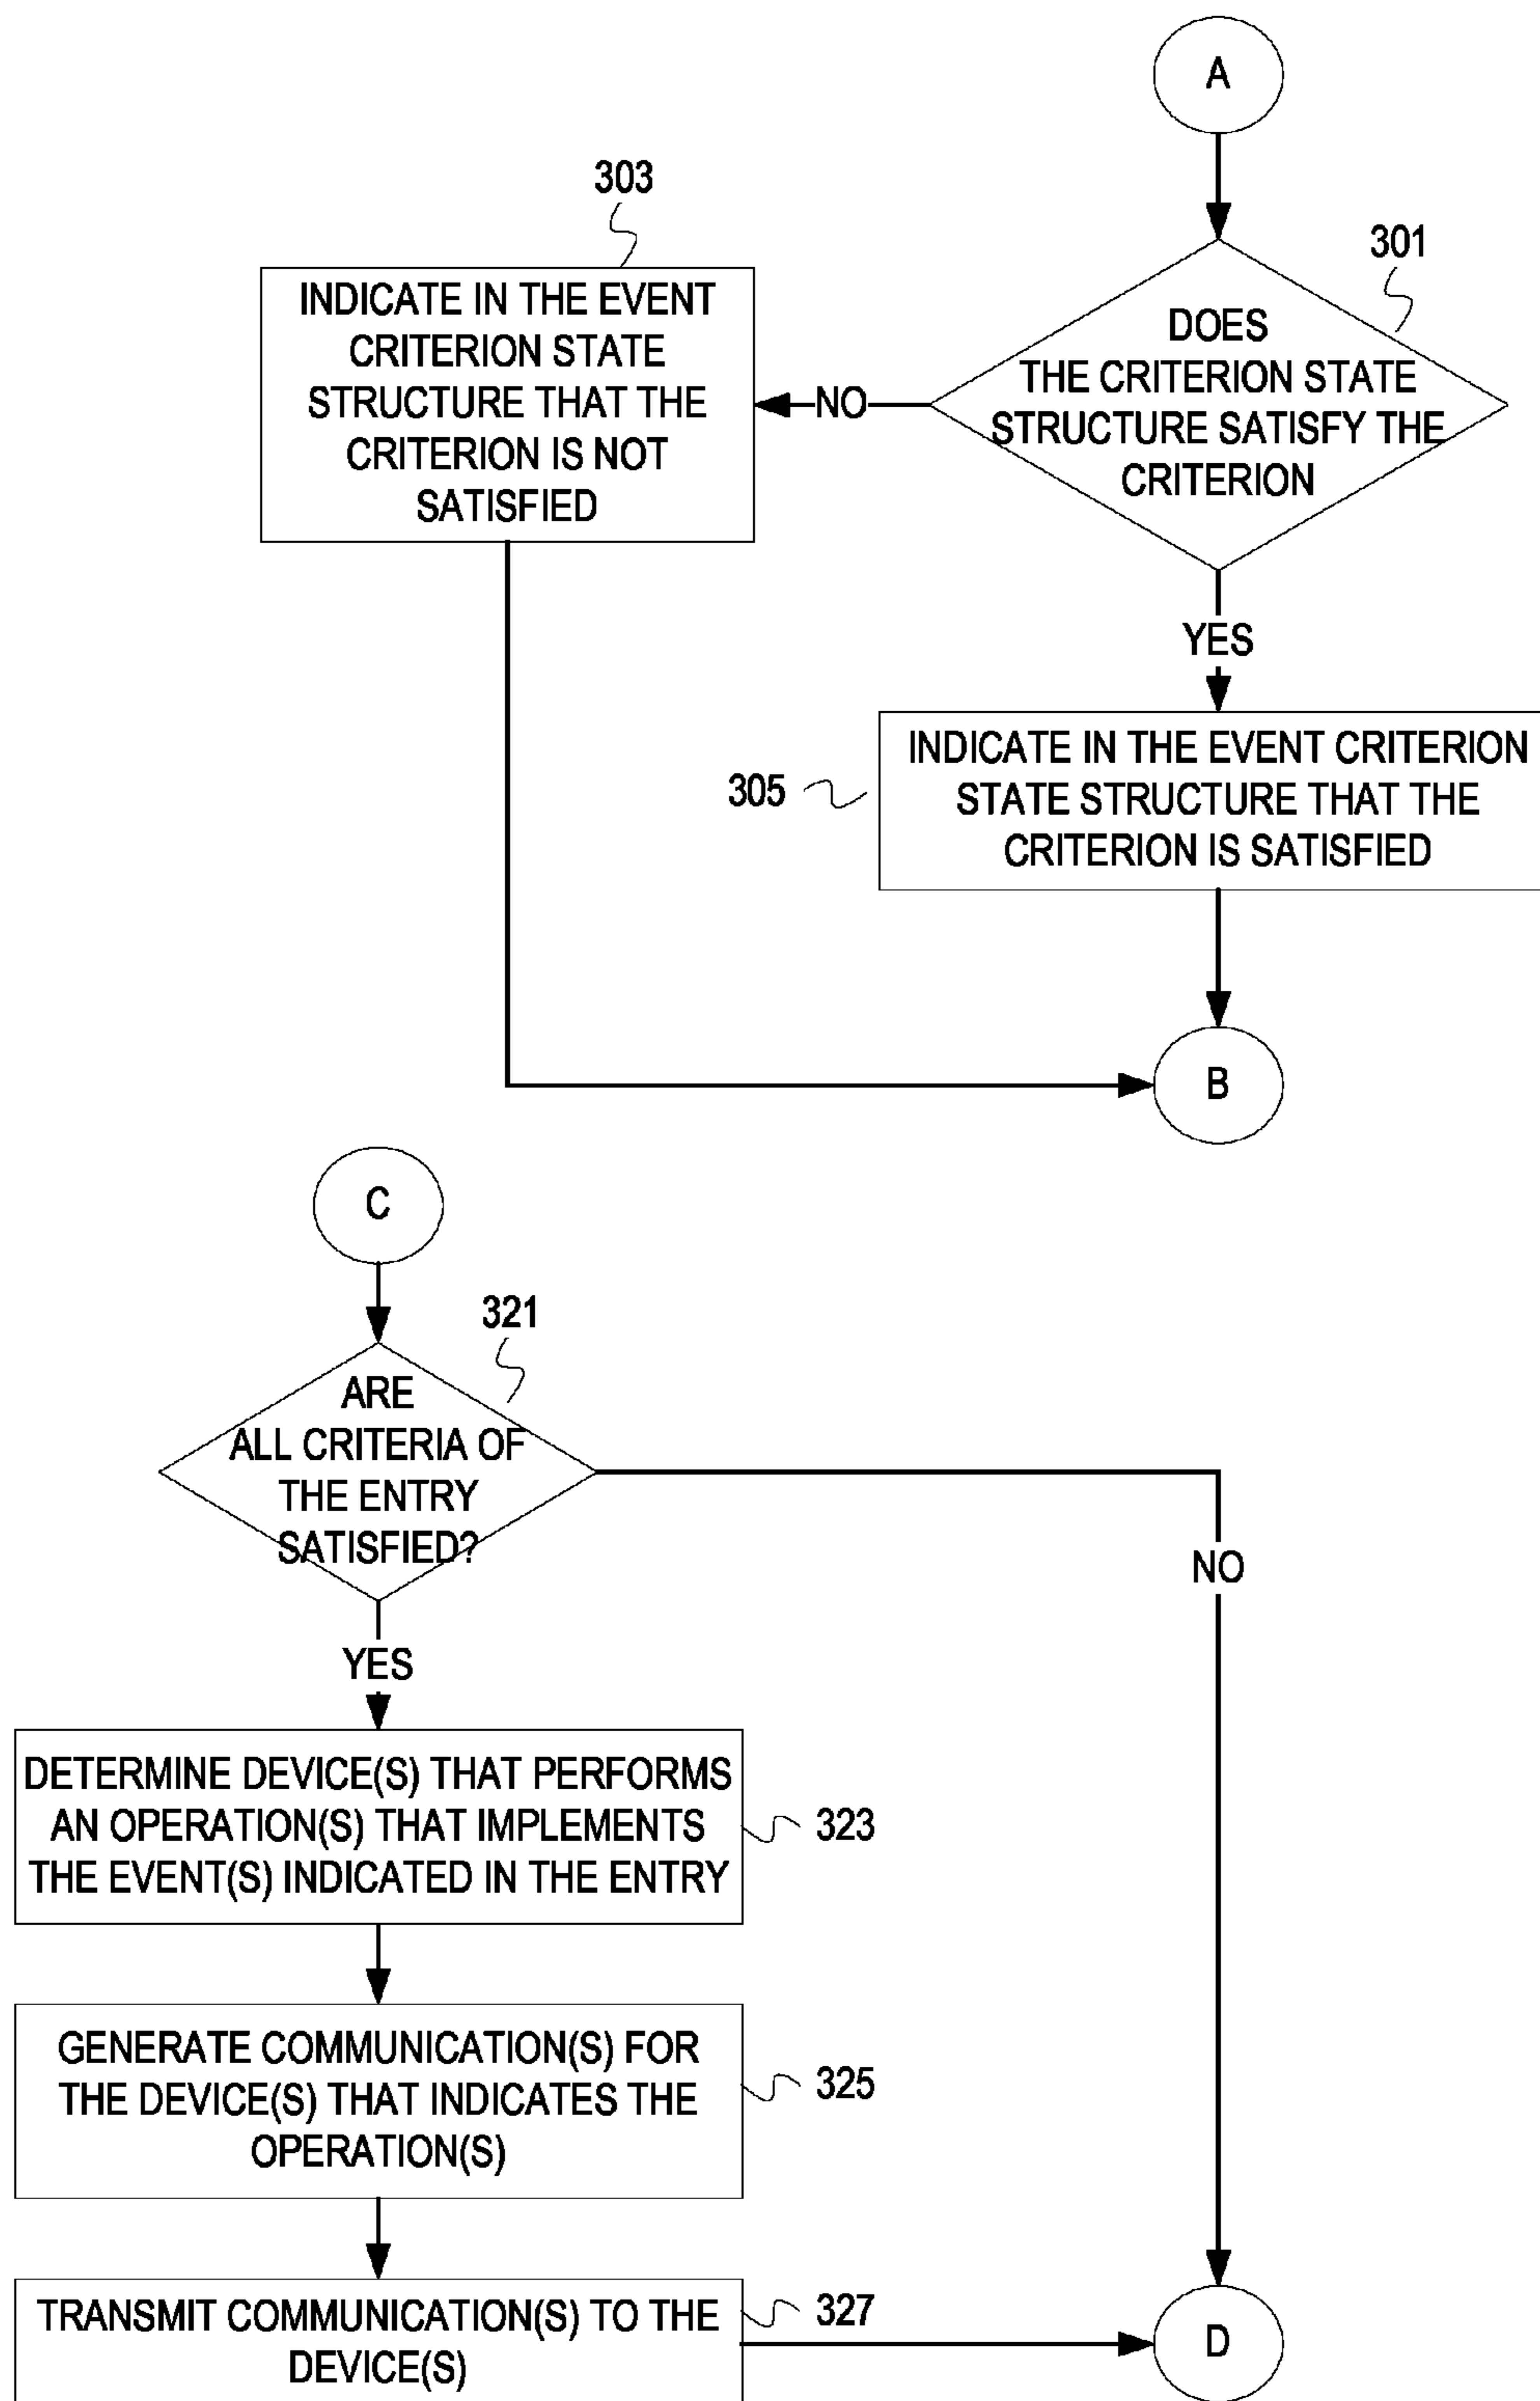 A
303
301
INDICATE IN THE EVENT
CRITERION STATE
STRUCTURE THAT THE
CRITERION IS NOT
SATISFIED
DOES
THE CRITERION STATE
STRUCTURE SATISFY THE
CRITERION
NO
YES
305
INDICATE IN THE EVENT CRITERION
STATE STRUCTURE THAT THE
CRITERION IS SATISFIED
B
C
321
ARE
ALL CRITERIA OF
THE ENTRY
SATISFIED?
NO
YES
DETERMINE DEVICE(S) THAT PERFORMS
AN OPERATION(S) THAT IMPLEMENTS
THE EVENT(S) INDICATED IN THE ENTRY
323
GENERATE COMMUNICATION(S) FOR
THE DEVICE(S) THAT INDICATES THE
OPERATION(S)
325
TRANSMIT COMMUNICATION(S) TO THE
DEVICE(S)
327
D